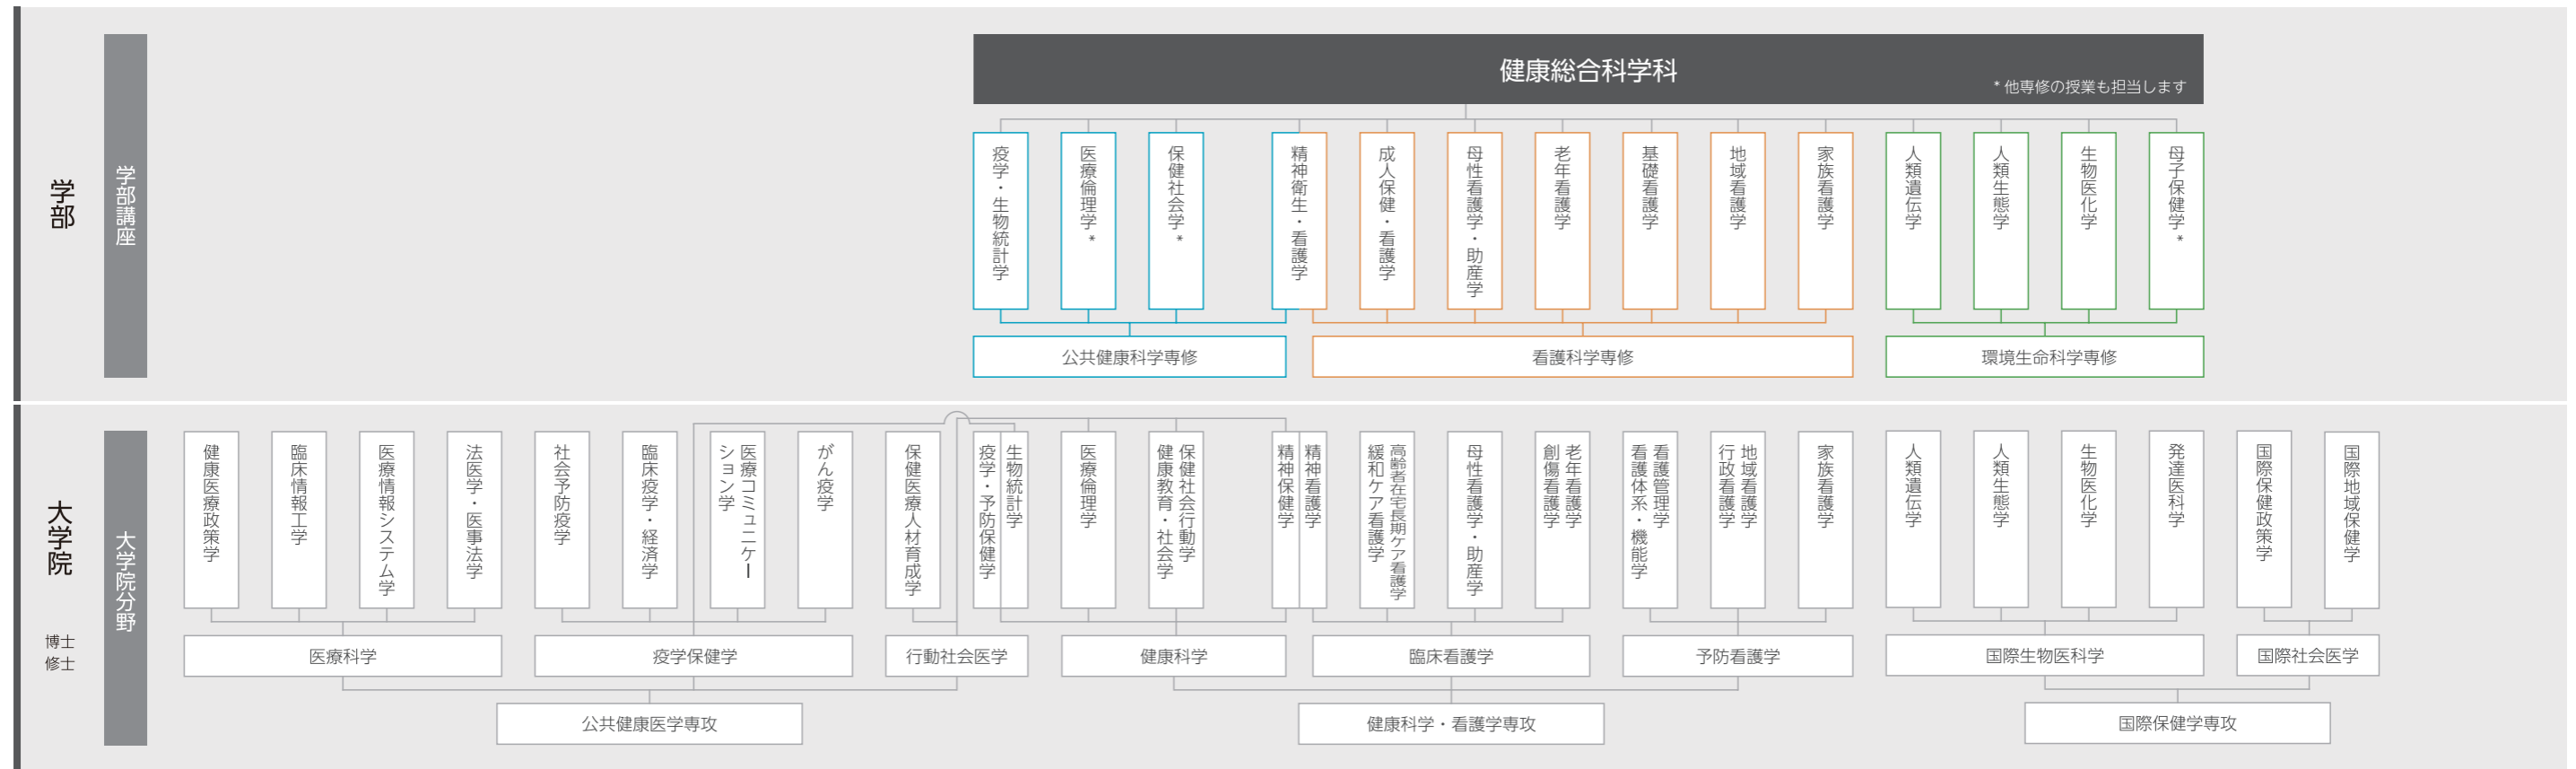 学部
学部講座
健康総合科学科
* 他専修の授業も担当します
疫学・生物統計学
医療倫理学*
保健社会学*
精神衛生・看護学
成人保健・看護学
母性看護学・助産学
老年看護学
基礎看護学
地域看護学
家族看護学
人類遺伝学
人類生態学
生物医化学
母子保健学*
公共健康科学専修
看護科学専修
環境生命科学専修
大学院
博士
修士
大学院分野
健康医療政策学
臨床情報工学
医療情報システム学
法医学・医事法学
社会予防疫学
臨床疫学・経済学
医療コミュニケー
ション学
がん疫学
保健医療人材育成学
生物統計学
疫学・予防保健学
医療倫理学
保健社会行動学
健康教育・社会学
精神保健学
精神看護学
高齢者在宅長期ケア看護学
緩和ケア看護学
母性看護学・助産学
老年看護学
創傷看護学
看護管理学
看護体系・機能学
地域看護学
行政看護学
家族看護学
人類遺伝学
人類生態学
生物医化学
発達医科学
国際保健政策学
国際地域保健学
医療科学
疫学保健学
行動社会医学
健康科学
臨床看護学
予防看護学
国際生物医科学
国際社会医学
公共健康医学専攻
健康科学・看護学専攻
国際保健学専攻